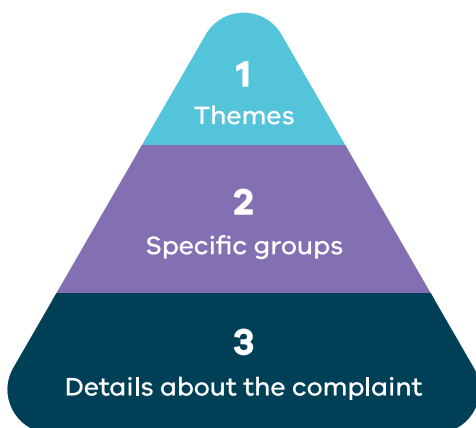 1
Themes
2
Specific groups
3
Details about the complaint